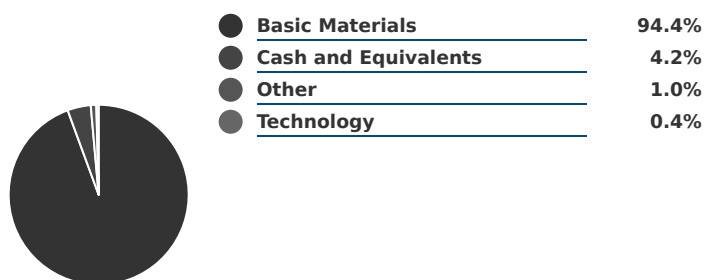 Basic Materials 94.4%
Cash and Equivalents 4.2%
Other 1.0%
Technology 0.4%